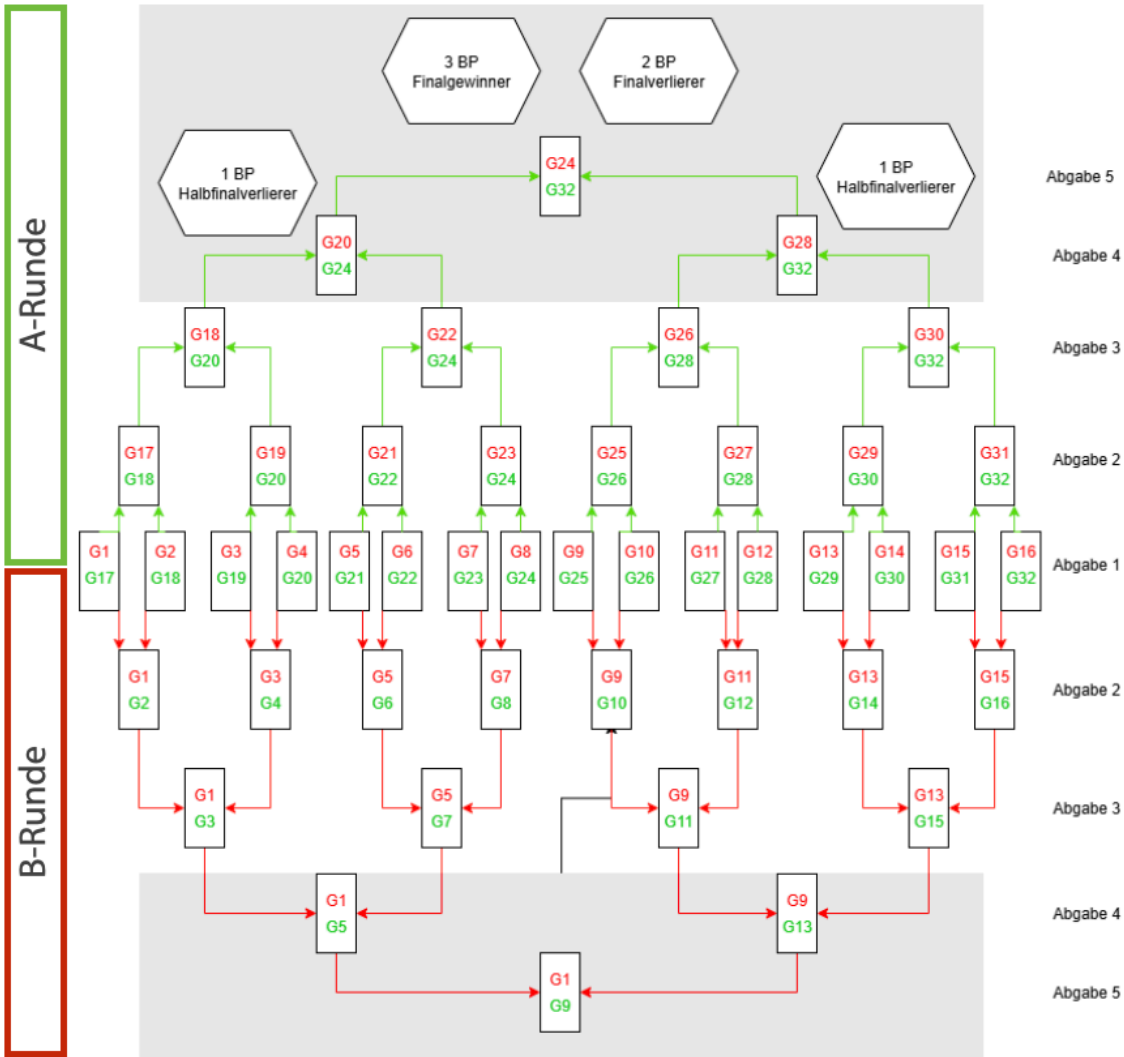 A-Runde
3 BP
Finalgewinner
2 BP
Finalverlierer
1 BP
Halbfinalverlierer
G24
G32
1 BP
Halbfinalverlierer
Abgabe 5
G20
G24
G28
G32
Abgabe 4
G18
G20
G22
G24
G26
G28
G30
G32
Abgabe 3
G17
G18
G19
G20
G21
G22
G23
G24
G25
G26
G27
G28
G29
G30
G31
G32
Abgabe 2
G1
G17
G2
G18
G3
G19
G4
G20
G5
G21
G6
G22
G7
G23
G8
G24
G9
G25
G10
G26
G11
G27
G12
G28
G13
G29
G14
G30
G15
G31
G16
G32
Abgabe 1
B-Runde
G1
G2
G3
G4
G5
G6
G7
G8
G9
G10
G11
G12
G13
G14
G15
G16
Abgabe 2
G1
G3
G5
G7
G9
G11
G13
G15
Abgabe 3
G1
G5
G9
G13
Abgabe 4
G1
G9
Abgabe 5